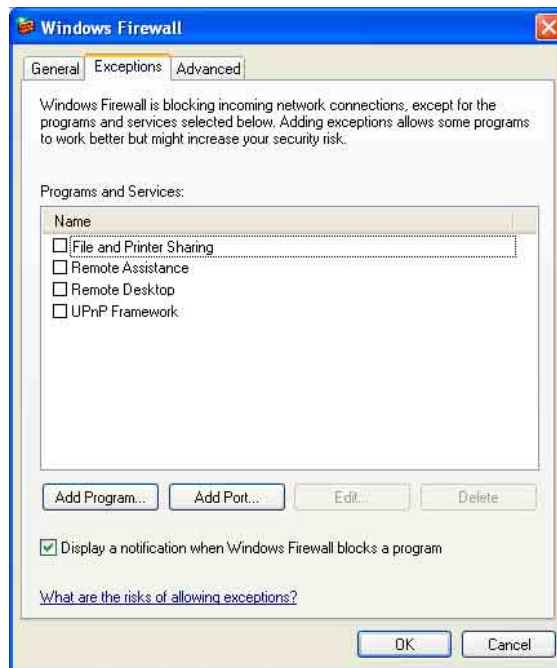 Windows Firewall
General Exceptions Advanced
Windows Firewall is blocking incoming network connections, except for the
programs and services selected below. Adding exceptions allows some programs
to work better but might increase your security risk.
Programs and Services:
Name
File and Printer Sharing
Remote Assistance
Remote Desktop
UPnP Framework
Add Program... Add Port... Edit... Delete
Display a notification when Windows Firewall blocks a program
What are the risks of allowing exceptions?
OK Cancel